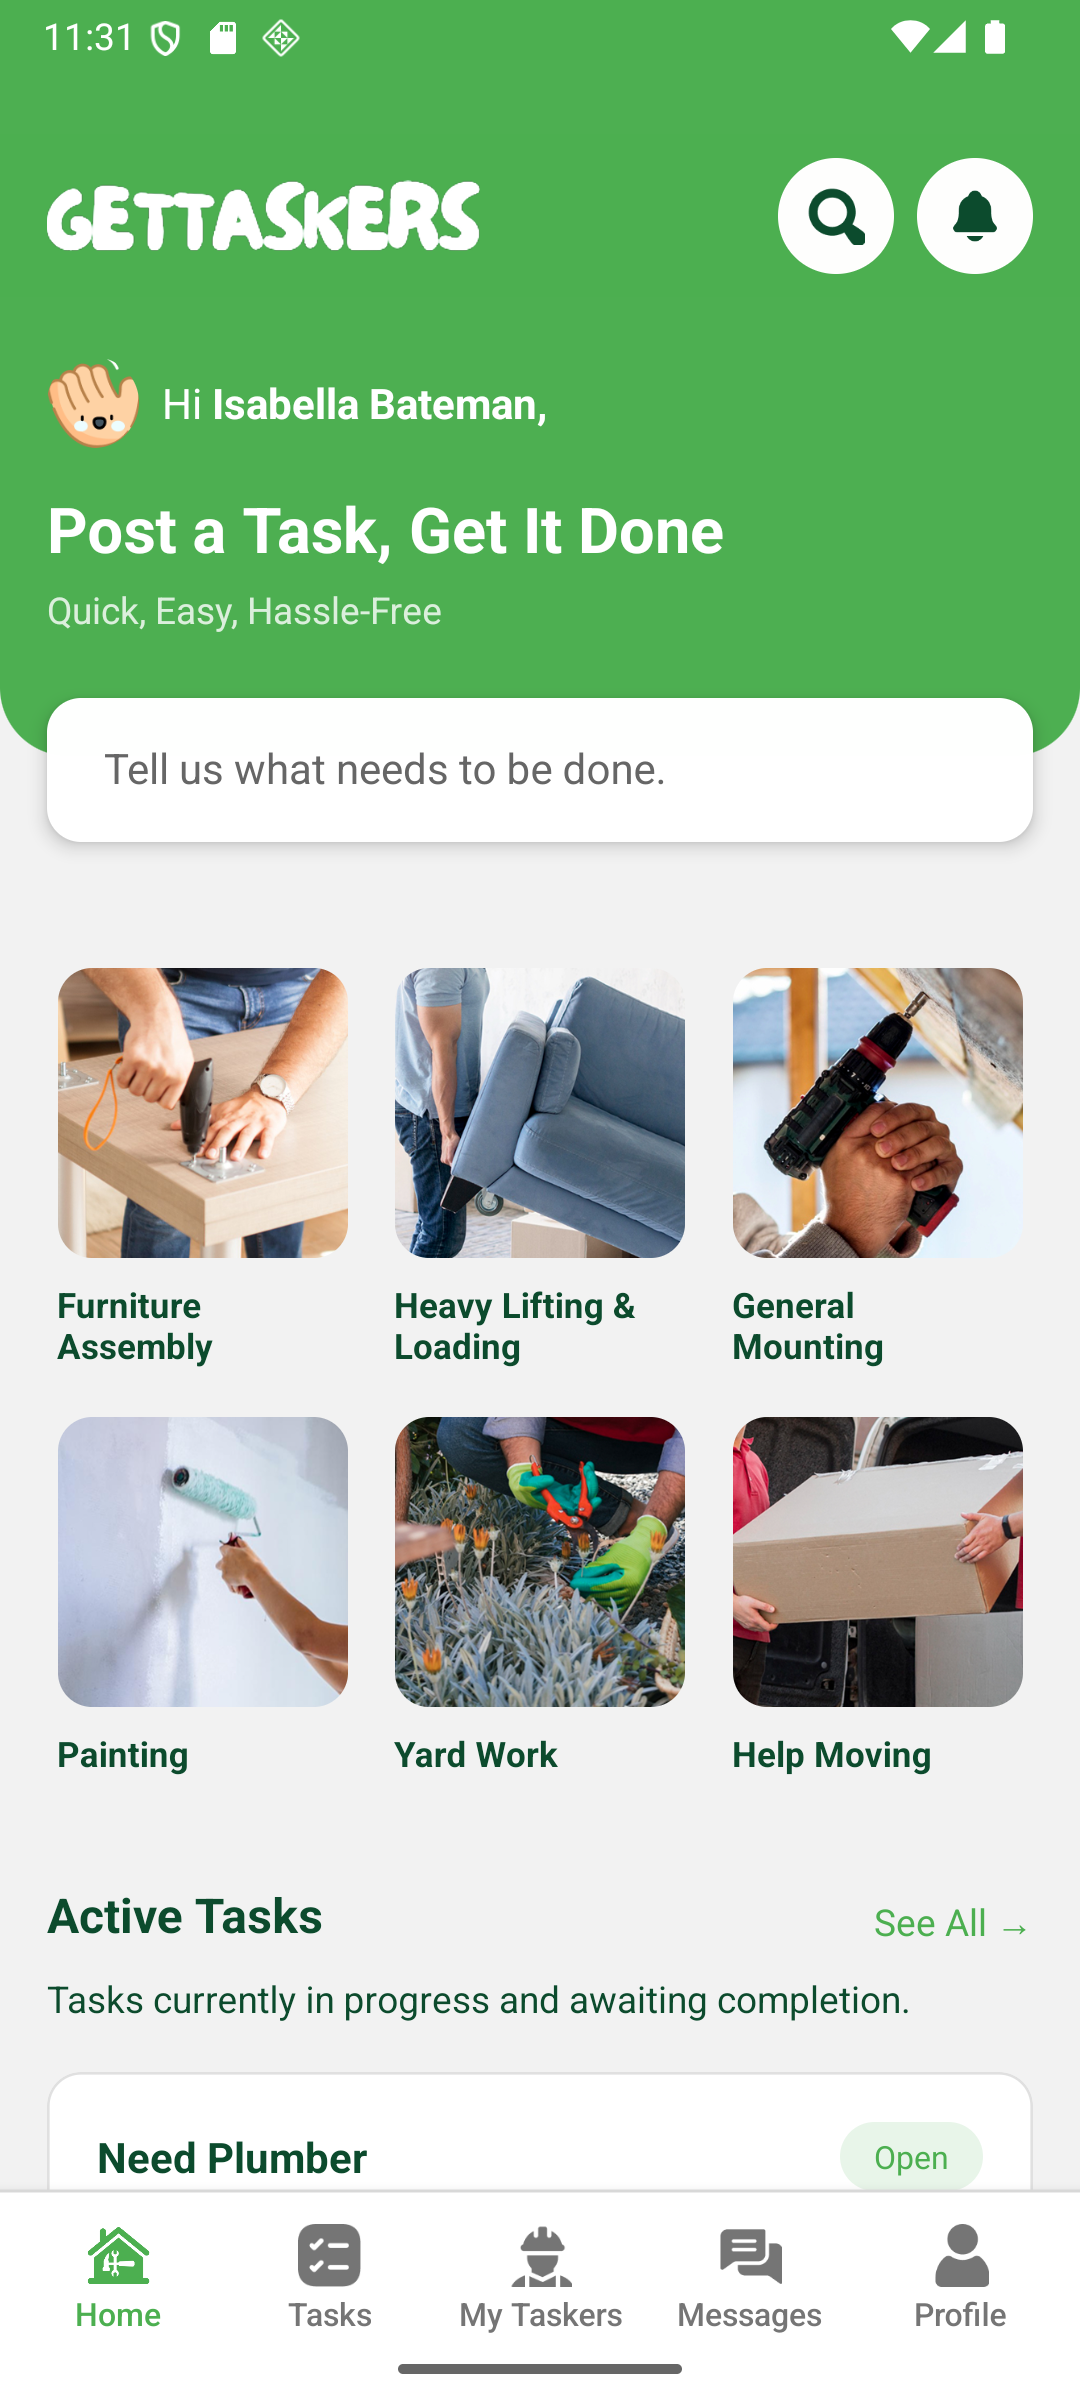 11:31
GETTASKERS
Hi Isabella Bateman,
Post a Task, Get It Done
Quick, Easy, Hassle-Free
Tell us what needs to be done.
Furniture
Assembly
Heavy Lifting &
Loading
General
Mounting
Painting
Yard Work
Help Moving
Active Tasks
See All →
Tasks currently in progress and awaiting completion.
Need Plumber
Open
Home
Tasks
My Taskers
Messages
Profile